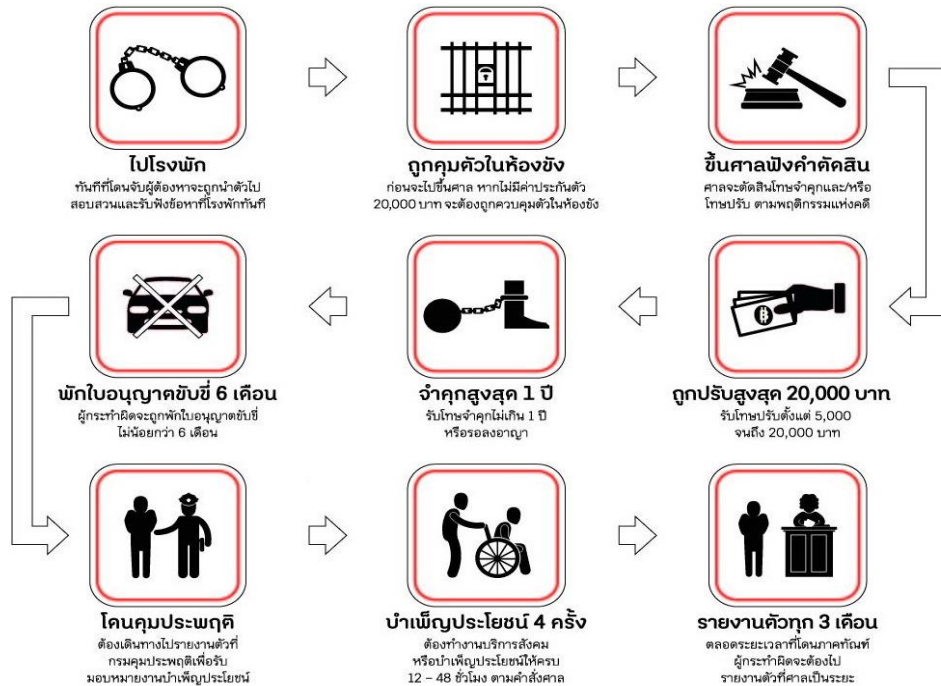 ไปโรงพัก
ทันทีที่โดนจับผู้ต้องหาจะถูกนำตัวไป
สอบสวนและรับฟังข้อหาที่โรงพักทันที
ถูกคุมตัวในห้องขัง
ก่อนจะไปขึ้นศาล หากไม่มีค่าประกันตัว
20,000 บาท จะต้องถูกควบคุมตัวในห้องขัง
ขึ้นศาลฟังคำตัดสิน
ศาลจะตัดสินโทษจำคุกและ/หรือ
โทษปรับ ตามพฤติกรรมแห่งคดี
ถูกปรับสูงสุด 20,000 บาท
รับโทษปรับตั้งแต่ 5,000
จนถึง 20,000 บาท
จำคุกสูงสุด 1 ปี
รับโทษจำคุกไม่เกิน 1 ปี
หรือรอลงอาญา
พักใบอนุญาตขับขี่ 6 เดือน
ผู้กระทำผิดจะถูกพักใบอนุญาตขับขี่
ไม่น้อยกว่า 6 เดือน
โดนคุมประพฤติ
ต้องเดินทางไปรายงานตัวที่
กรมคุมประพฤติเพื่อรับ
มอบหมายงานบำเพ็ญประโยชน์
บำเพ็ญประโยชน์ 4 ครั้ง
ต้องทำงานบริการสังคม
หรือบำเพ็ญประโยชน์ให้ครบ
12 – 48 ชั่วโมง ตามคำสั่งศาล
รายงานตัวทุก 3 เดือน
ตลอดระยะเวลาที่โดนภาคทัณฑ์
ผู้กระทำผิดจะต้องไป
รายงานตัวที่ศาลเป็นระยะ